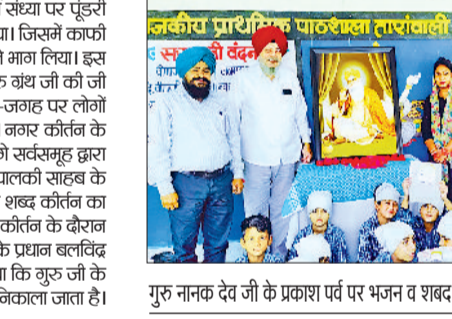 संध्या पर पूंडरी
या। जिसमें काफी
ने भाग लिया। इस
ग्रंथ जी की जी
-जगह पर लोगों
नगर कीर्तन के
गे सर्वसमूह द्वारा
पालकी साहब के
शब्द कीर्तन का
कीर्तन के दौरान
के प्रधान बलविंद्र
या कि गुरु जी के
निकाला जाता है।
राजकीय प्राथमिक पाठशाला तारांवाली
वंदन
गुरु नानक देव जी के प्रकाश पर्व पर भजन व शबद